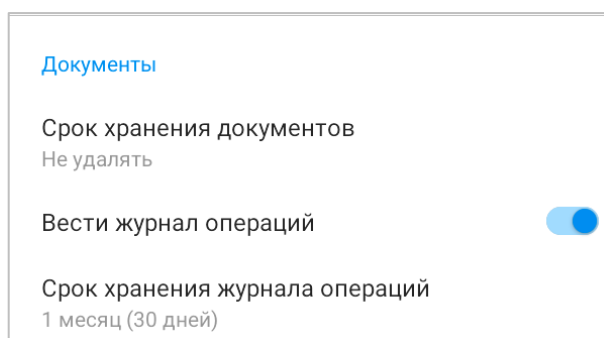 Документы
Срок хранения документов
Не удалять
Вести журнал операций
Срок хранения журнала операций
1 месяц (30 дней)